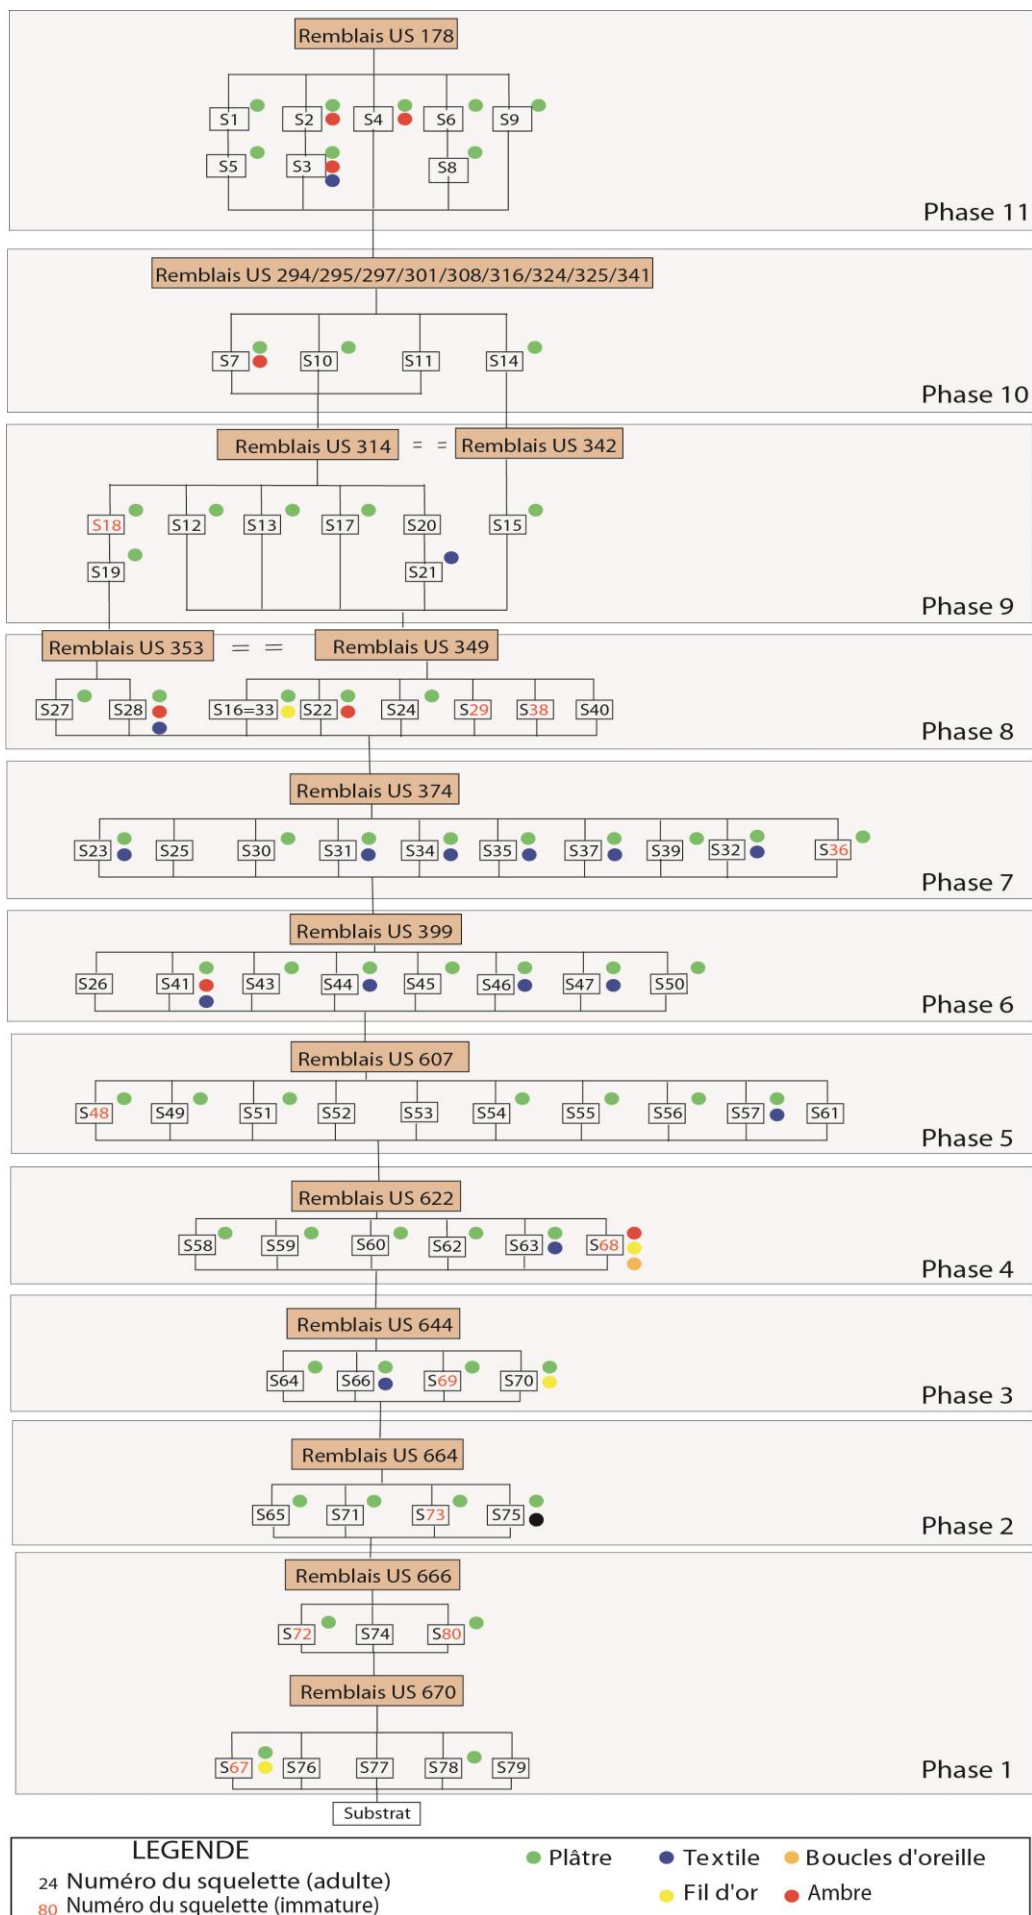 Remblais US 178
S1 S2 S4 S6 S9
S5 S3 S8
Phase 11
Remblais US 294/295/297/301/308/316/324/325/341
S7 S10 S11 S14
Phase 10
Remblais US 314 = = Remblais US 342
S18 S12 S13 S17 S20 S15
S19 S21
Phase 9
Remblais US 353 = = Remblais US 349
S27 S28 S16=33 S22 S24 S29 S38 S40
Phase 8
Remblais US 374
S23 S25 S30 S31 S34 S35 S37 S39 S32 S36
Phase 7
Remblais US 399
S26 S41 S43 S44 S45 S46 S47 S50
Phase 6
Remblais US 607
S48 S49 S51 S52 S53 S54 S55 S56 S57 S61
Phase 5
Remblais US 622
S58 S59 S60 S62 S63 S68
Phase 4
Remblais US 644
S64 S66 S69 S70
Phase 3
Remblais US 664
S65 S71 S73 S75
Phase 2
Remblais US 666
S72 S74 S80
Remblais US 670
S67 S76 S77 S78 S79
Phase 1
Substrat
LEGENDE
24 Numéro du squelette (adulte)
80 Numéro du squelette (immature)
Plâtre Textile Boucles d'oreille
Fil d'or Ambre